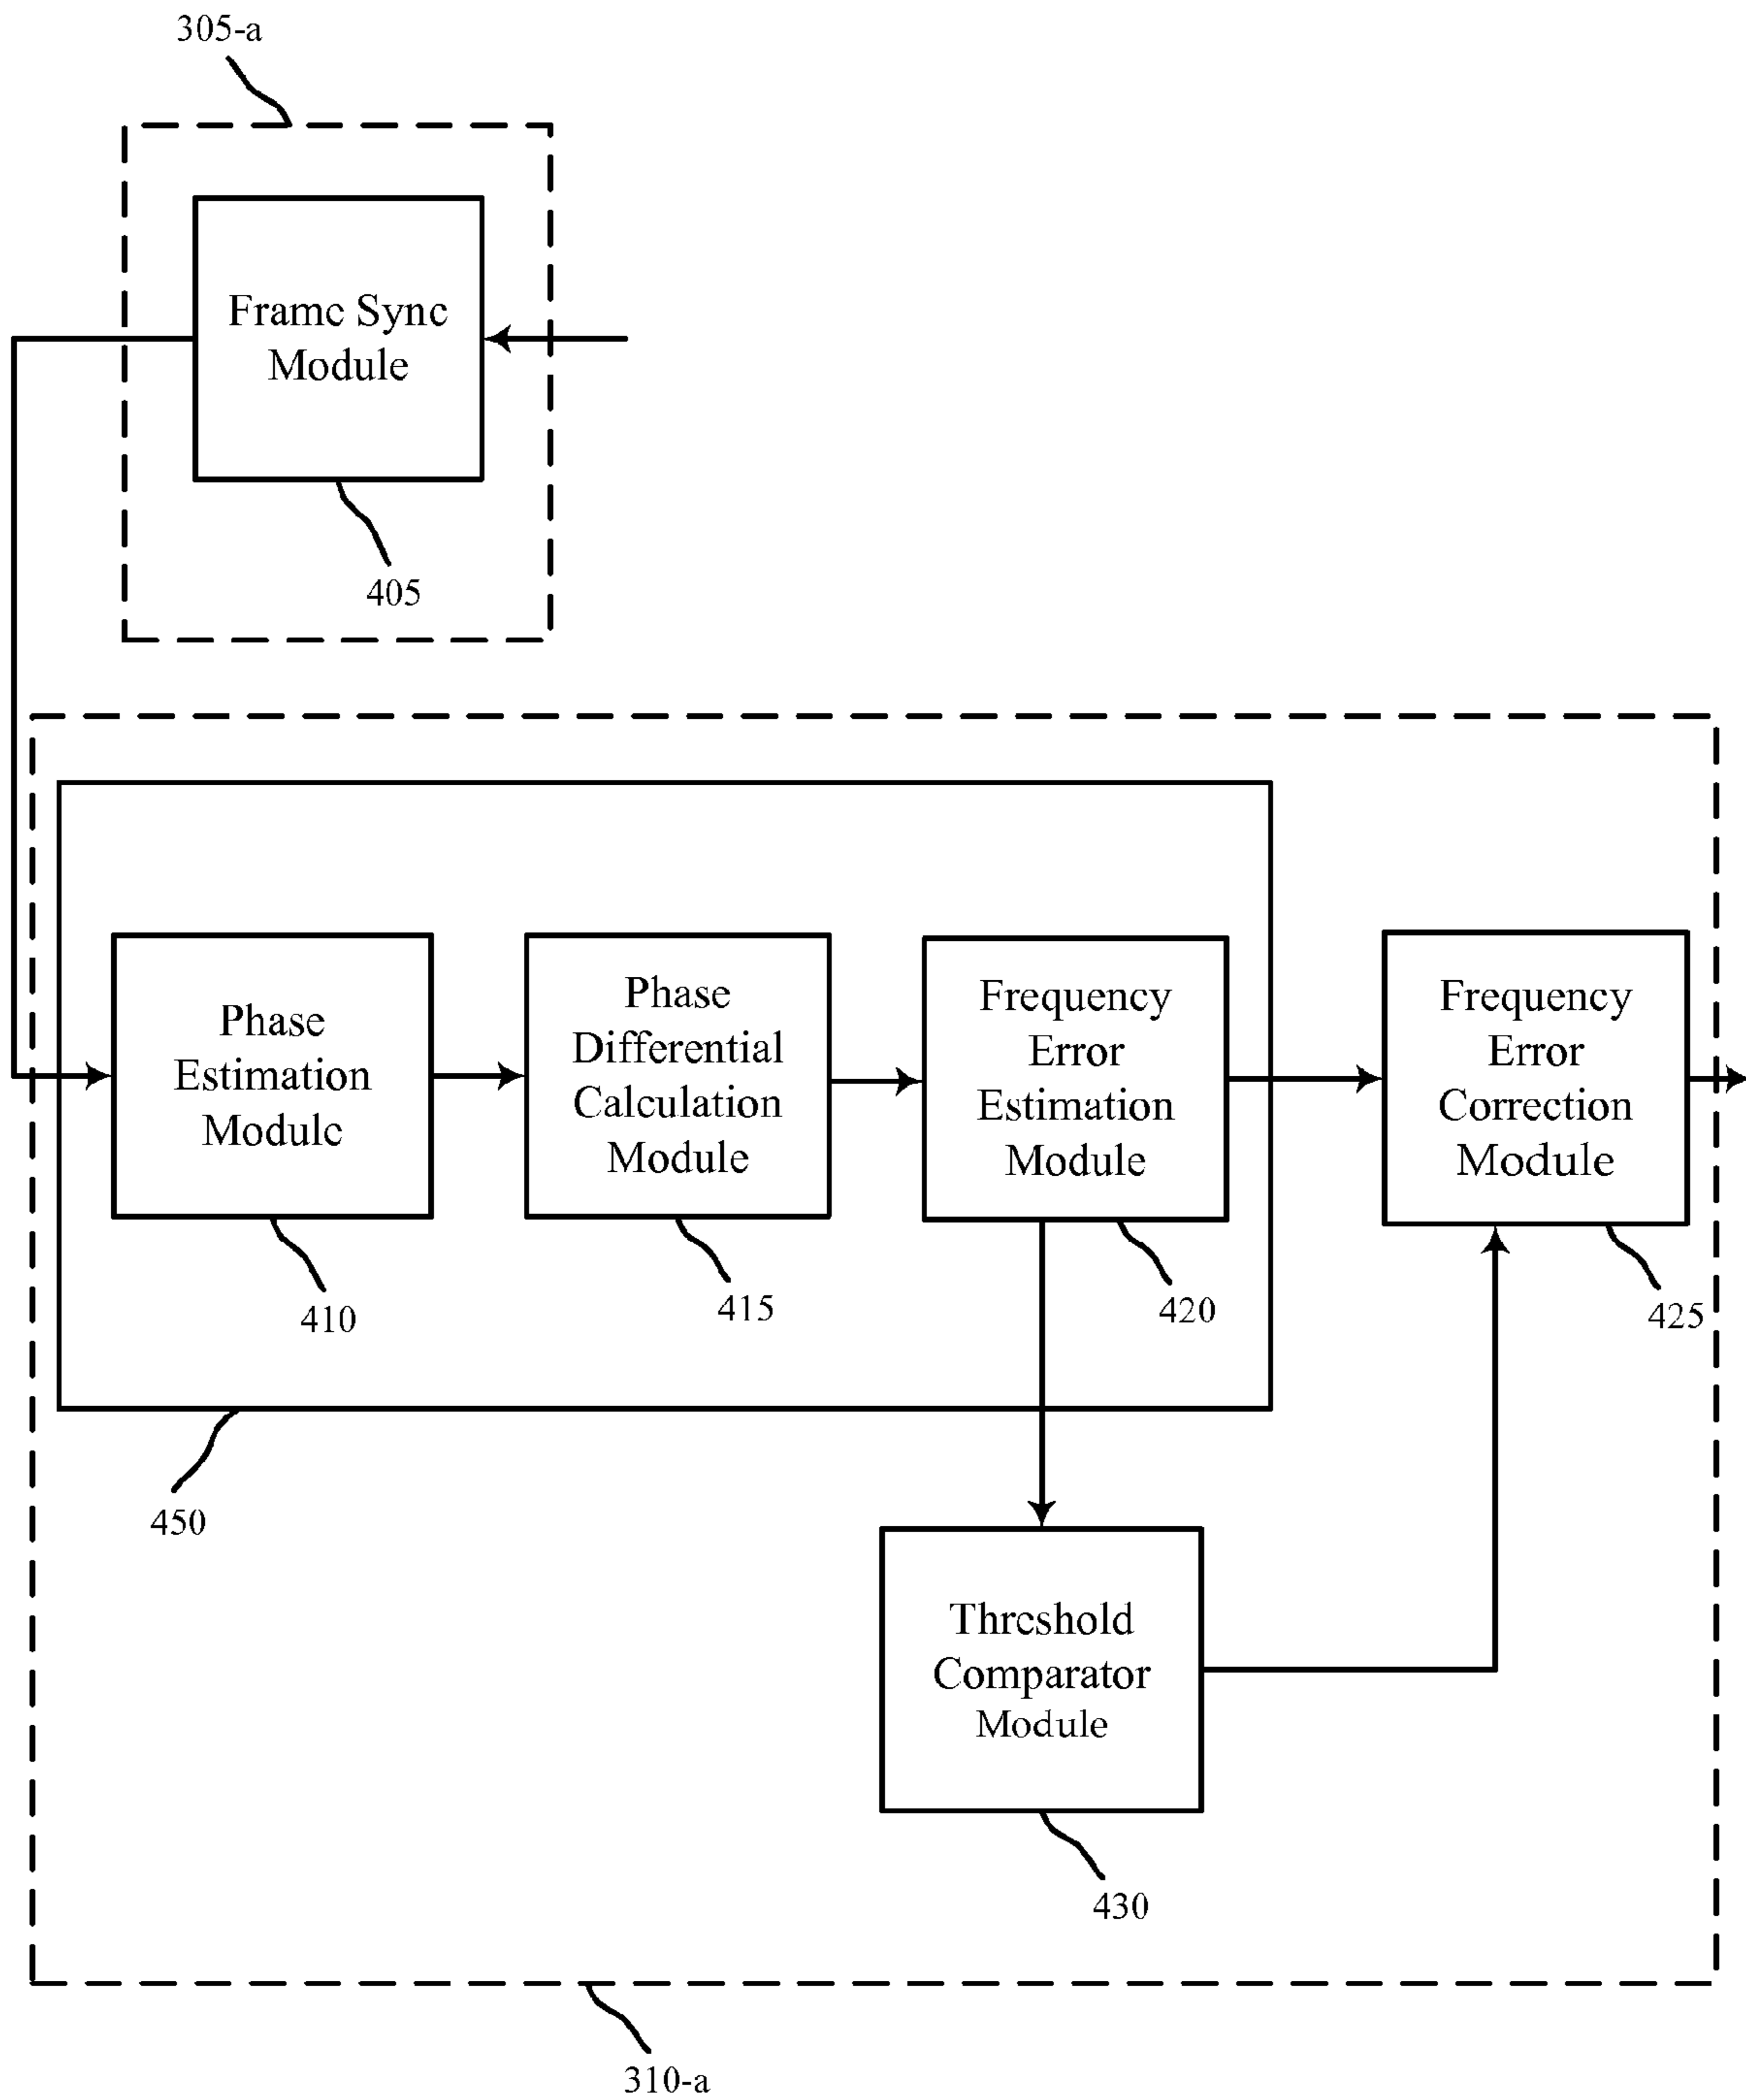 305-a
Frame Sync
Module
405
Phase
Estimation
Module
410
Phase
Differential
Calculation
Module
415
Frequency
Error
Estimation
Module
420
Frequency
Error
Correction
Module
425
450
Threshold
Comparator
Module
430
310-a